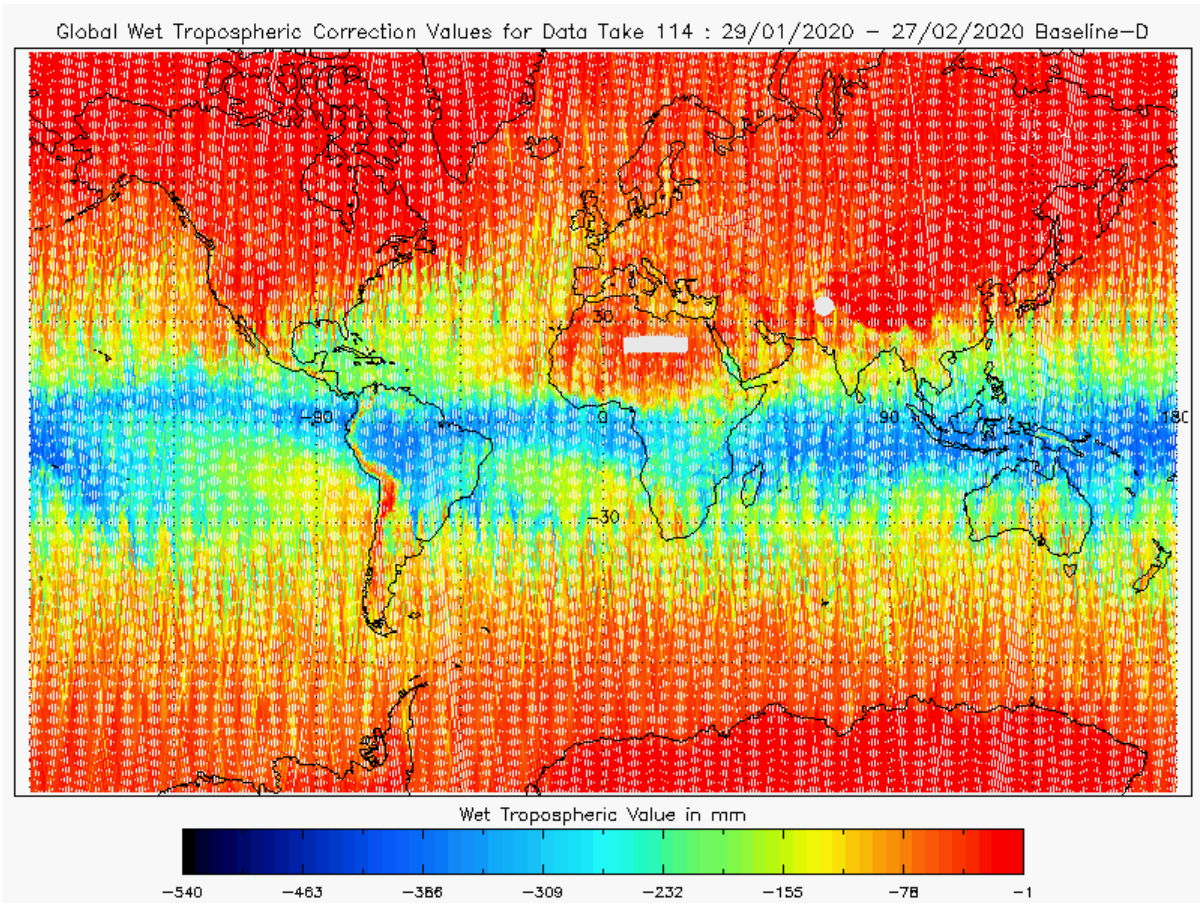 Global Wet Tropospheric Correction Values for Data Take 114 : 29/01/2020 − 27/02/2020 Baseline−D
30
−90 0 90 180
−30
Wet Tropospheric Value in mm
−540 −463 −386 −309 −232 −155 −78 −1